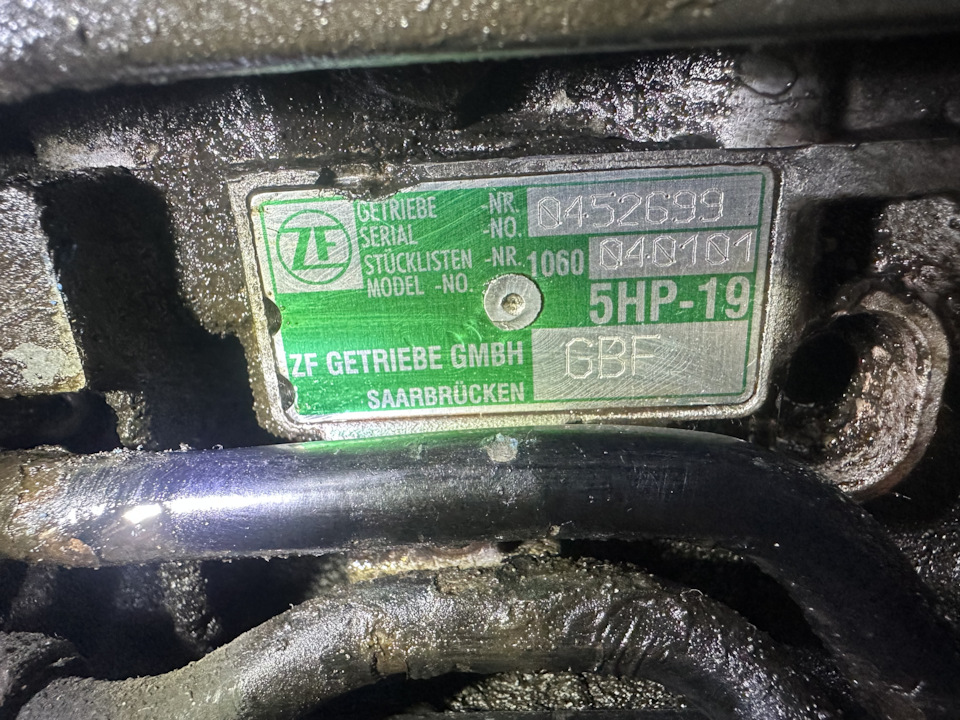 ZF
GETRIEBE -NR. 0452699
SERIAL -NO.
STÜCKLISTEN -NR. 1060 040101
MODEL -NO.
5HP-19
ZF GETRIEBE GMBH GBF
SAARBRÜCKEN